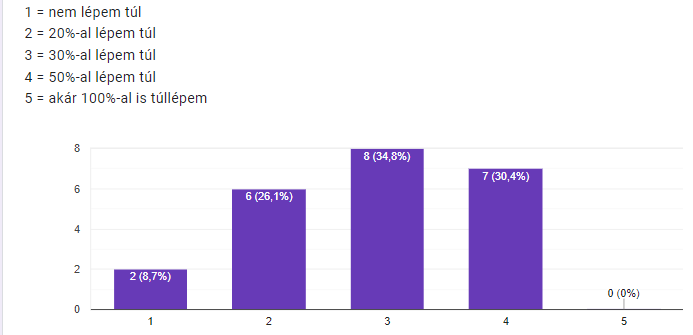 1 = nem lépem túl
2 = 20%-al lépem túl
3 = 30%-al lépem túl
4 = 50%-al lépem túl
5 = akár 100%-al is túllépem
8
8 (34,8%)
7 (30,4%)
6
6 (26,1%)
4
2
2 (8,7%)
0 (0%)
0
1 2 3 4 5